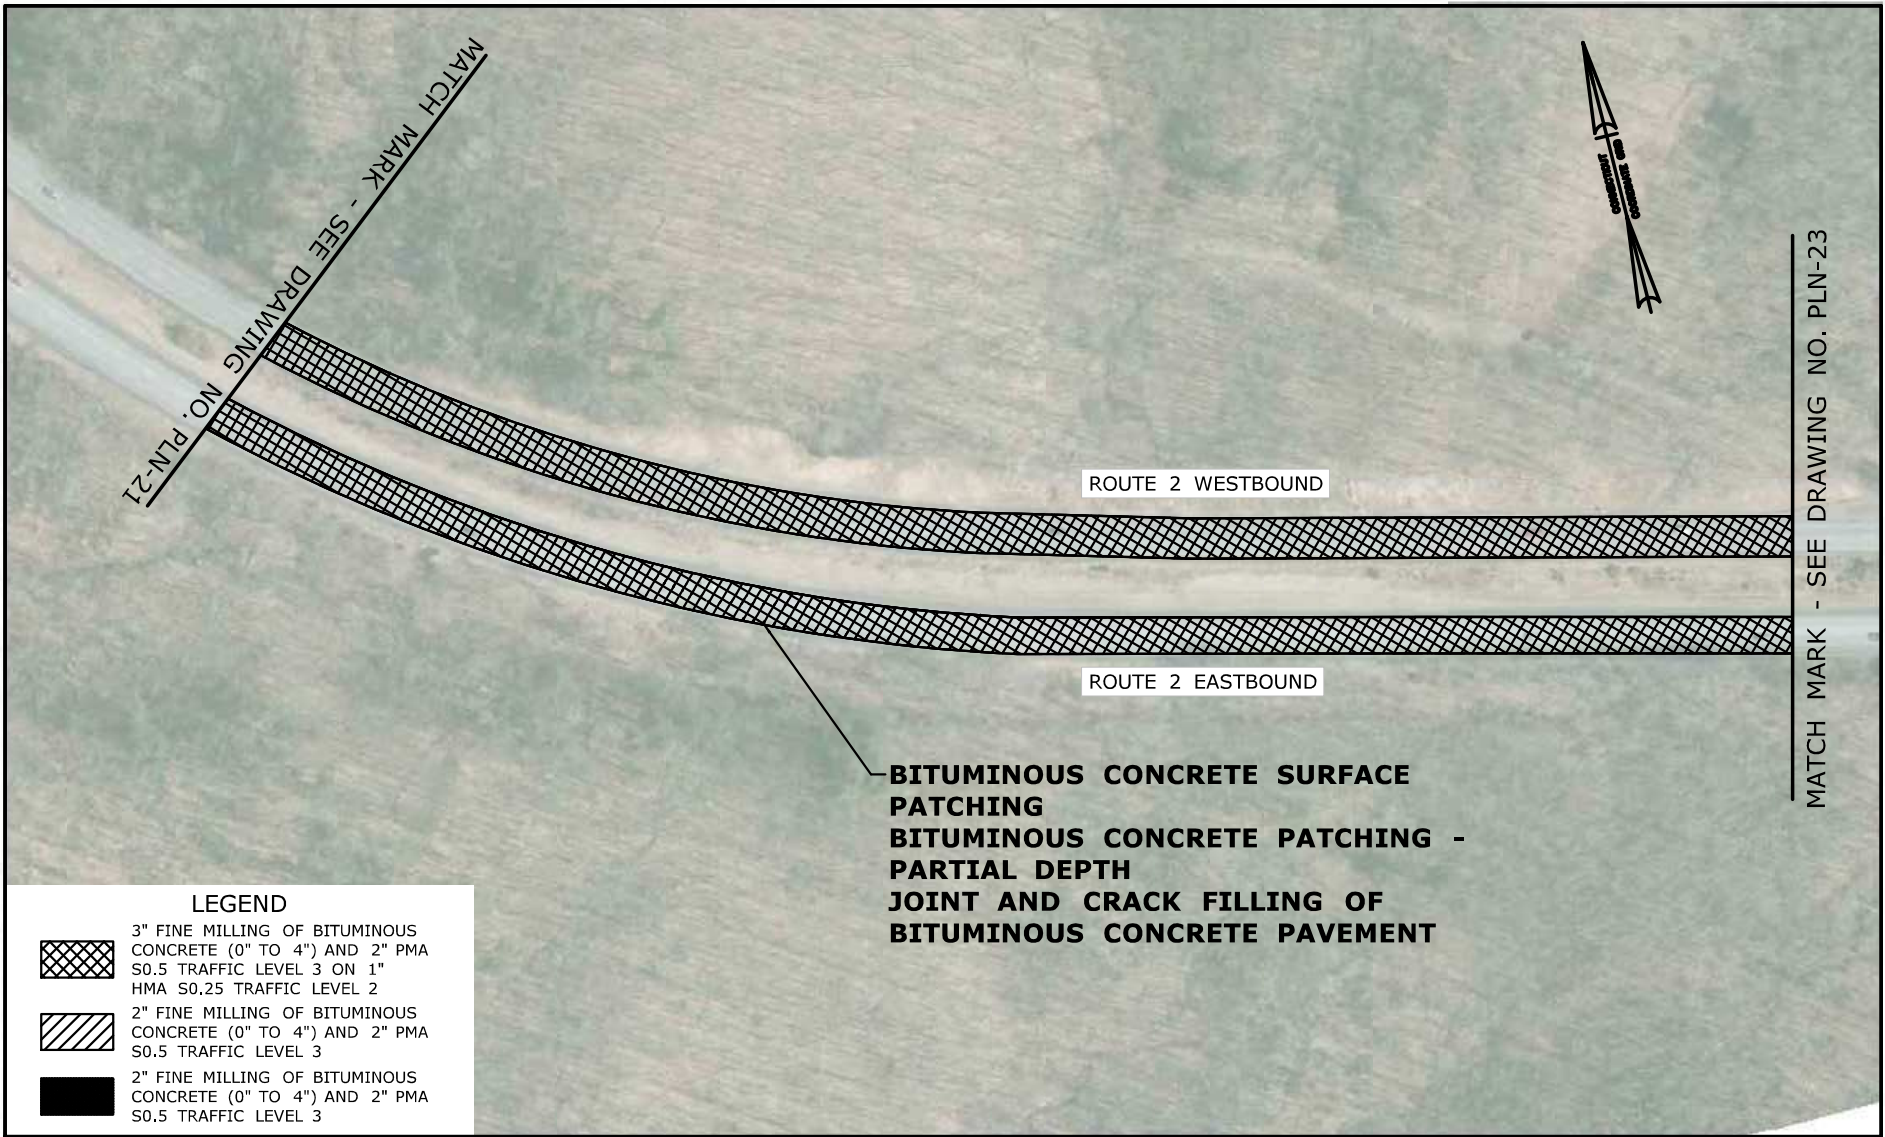 MATCH MARK - SEE DRAWING NO. PLN-21
CONNECTICUT
COORDINATE GRID
MATCH MARK - SEE DRAWING NO. PLN-23
ROUTE 2 WESTBOUND
ROUTE 2 EASTBOUND
BITUMINOUS CONCRETE SURFACE
PATCHING
BITUMINOUS CONCRETE PATCHING -
PARTIAL DEPTH
JOINT AND CRACK FILLING OF
BITUMINOUS CONCRETE PAVEMENT
LEGEND
3" FINE MILLING OF BITUMINOUS
CONCRETE (0" TO 4") AND 2" PMA
S0.5 TRAFFIC LEVEL 3 ON 1"
HMA S0.25 TRAFFIC LEVEL 2
2" FINE MILLING OF BITUMINOUS
CONCRETE (0" TO 4") AND 2" PMA
S0.5 TRAFFIC LEVEL 3
2" FINE MILLING OF BITUMINOUS
CONCRETE (0" TO 4") AND 2" PMA
S0.5 TRAFFIC LEVEL 3